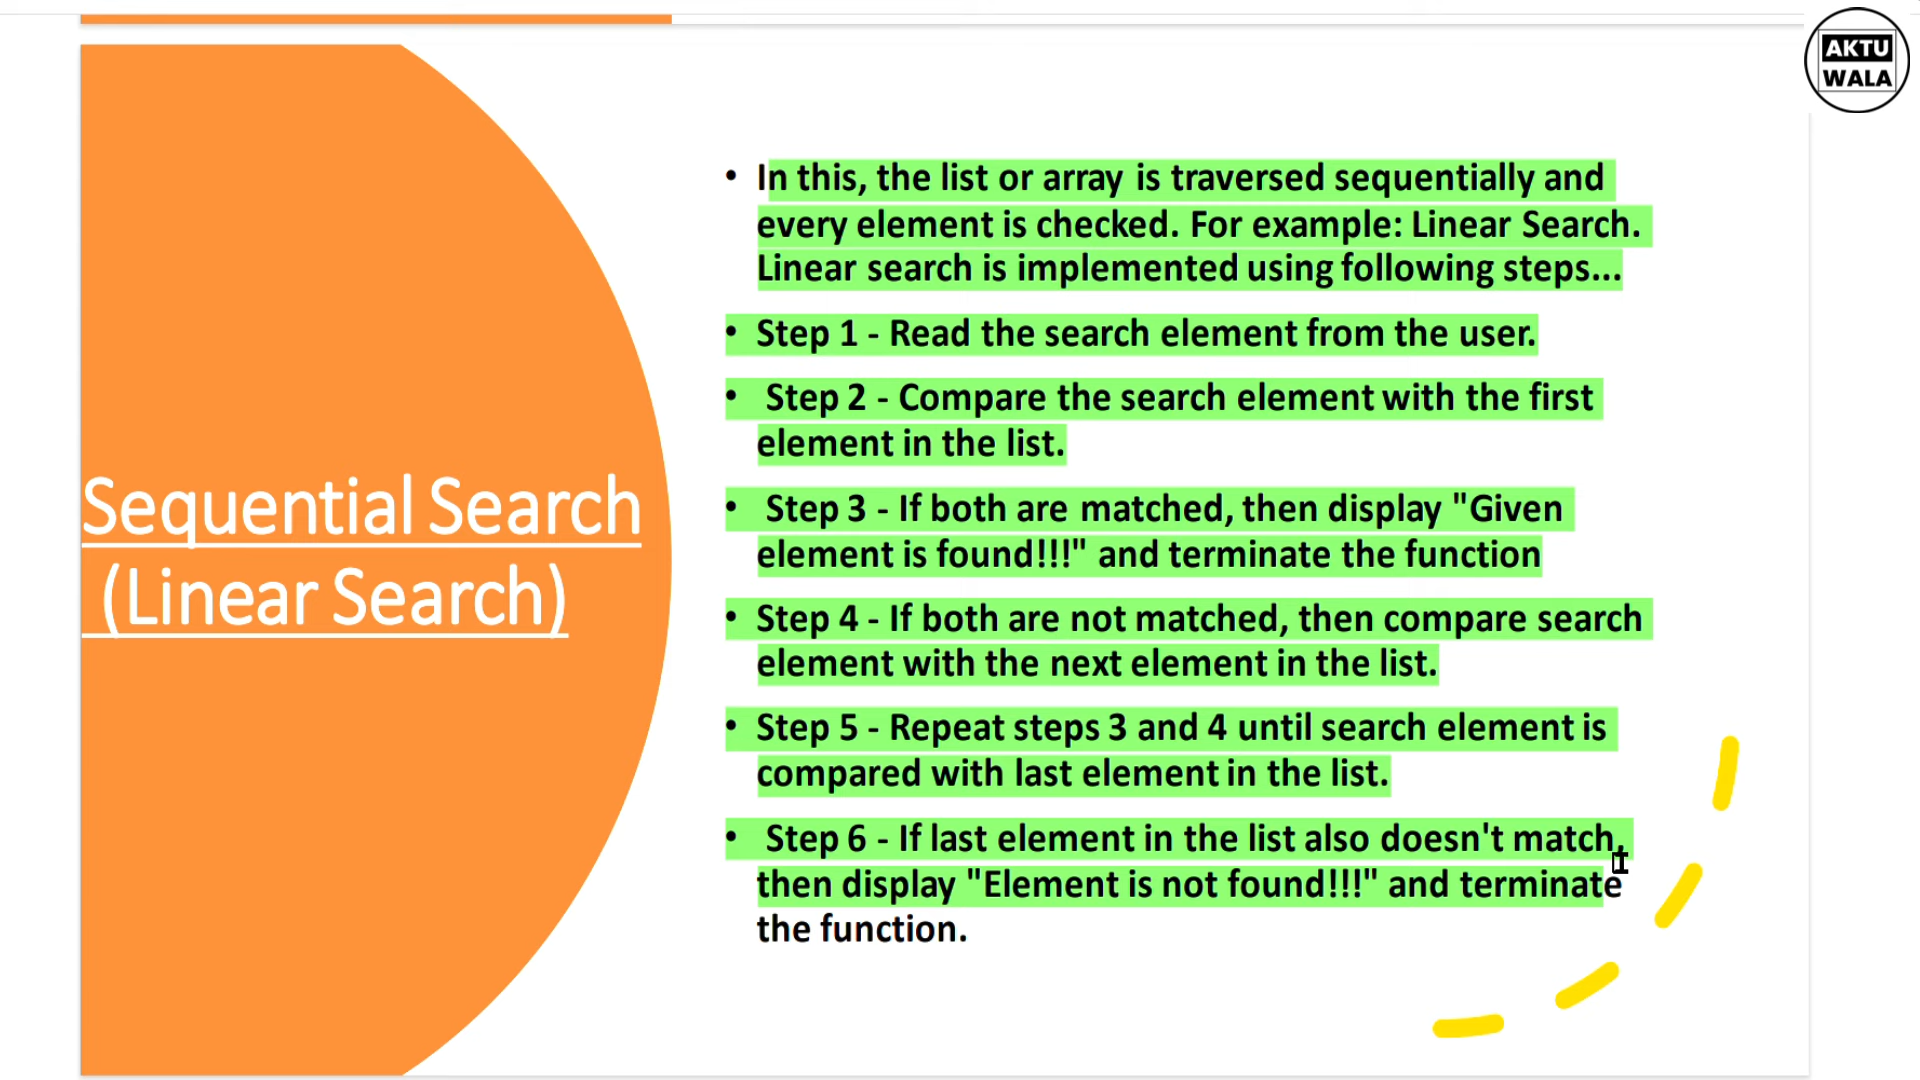 AKTU
WALA
Sequential Search
(Linear Search)
• In this, the list or array is traversed sequentially and
every element is checked. For example: Linear Search.
Linear search is implemented using following steps...
• Step 1 - Read the search element from the user.
• Step 2 - Compare the search element with the first
element in the list.
• Step 3 - If both are matched, then display "Given
element is found!!!" and terminate the function
• Step 4 - If both are not matched, then compare search
element with the next element in the list.
• Step 5 - Repeat steps 3 and 4 until search element is
compared with last element in the list.
• Step 6 - If last element in the list also doesn't match,
then display "Element is not found!!!" and terminate
the function.